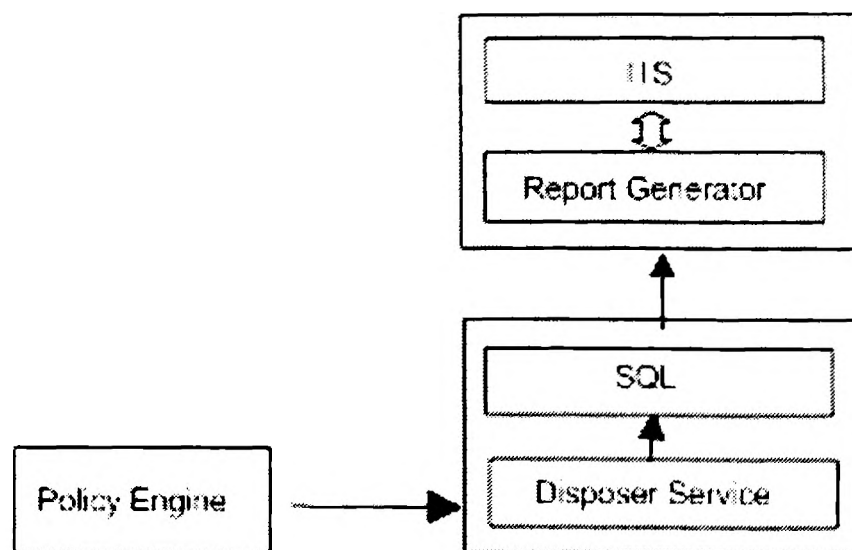 IIS
Report Generator
SQL
Policy Engine
Disposer Service